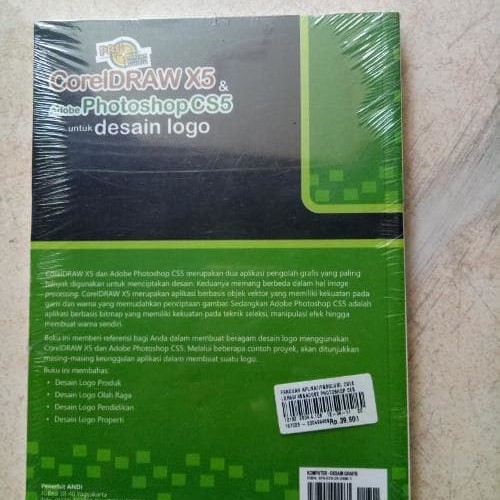 CorelDRAW X5 &
Adobe Photoshop CS5
untuk desain logo
CorelDRAW X5 dan Adobe Photoshop CS5 merupakan dua aplikasi pengolah grafis yang paling
banyak digunakan untuk menciptakan desain. Keduanya memang berbeda dalam hal image
processing. CorelDRAW X5 merupakan aplikasi berbasis objek vektor yang memiliki kekuatan pada
garis dan warna yang memudahkan penciptaan gambar. Sedangkan Adobe Photoshop CS5 adalah
aplikasi berbasis bitmap yang memiliki kekuatan pada teknik seleksi, manipulasi efek hingga
membuat warna sendiri.
Buku ini memberi referensi bagi Anda dalam membuat beragam desain logo menggunakan
CorelDRAW X5 dan Adobe Photoshop CS5. Melalui beberapa contoh proyek, akan ditunjukkan
masing-masing keunggulan aplikasi dalam membuat suatu logo.
Buku ini membahas:
• Desain Logo Produk
• Desain Logo Olah Raga
• Desain Logo Pendidikan
• Desain Logo Properti
Penerbit ANDI
Yogyakarta
KOMPUTER - DESAIN GRAFIS